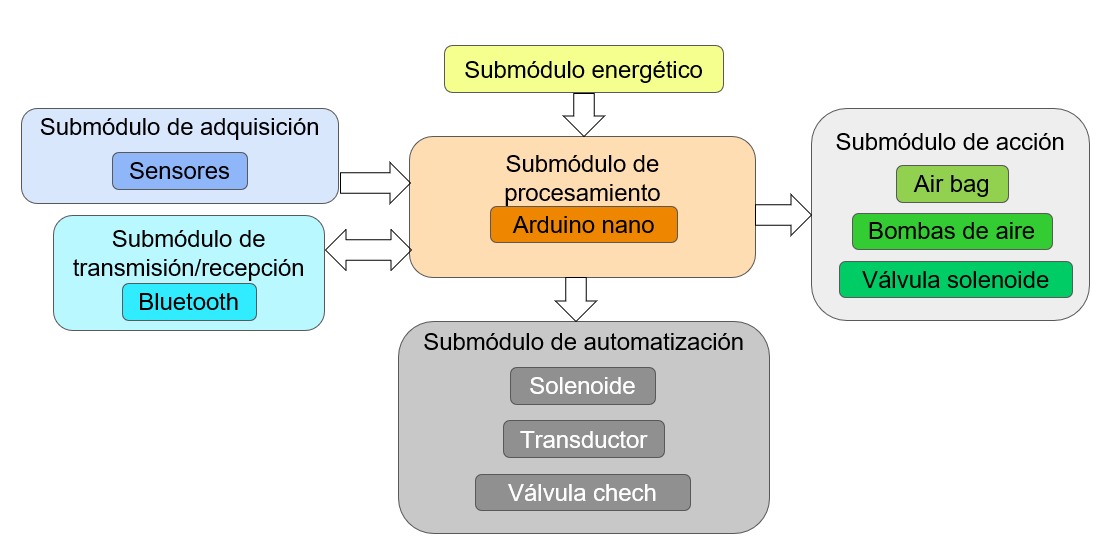 Submódulo energético
Submódulo de adquisición
Sensores
Submódulo de
transmisión/recepción
Bluetooth
Submódulo de
procesamiento
Arduino nano
Submódulo de acción
Air bag
Bombas de aire
Válvula solenoide
Submódulo de automatización
Solenoide
Transductor
Válvula chech